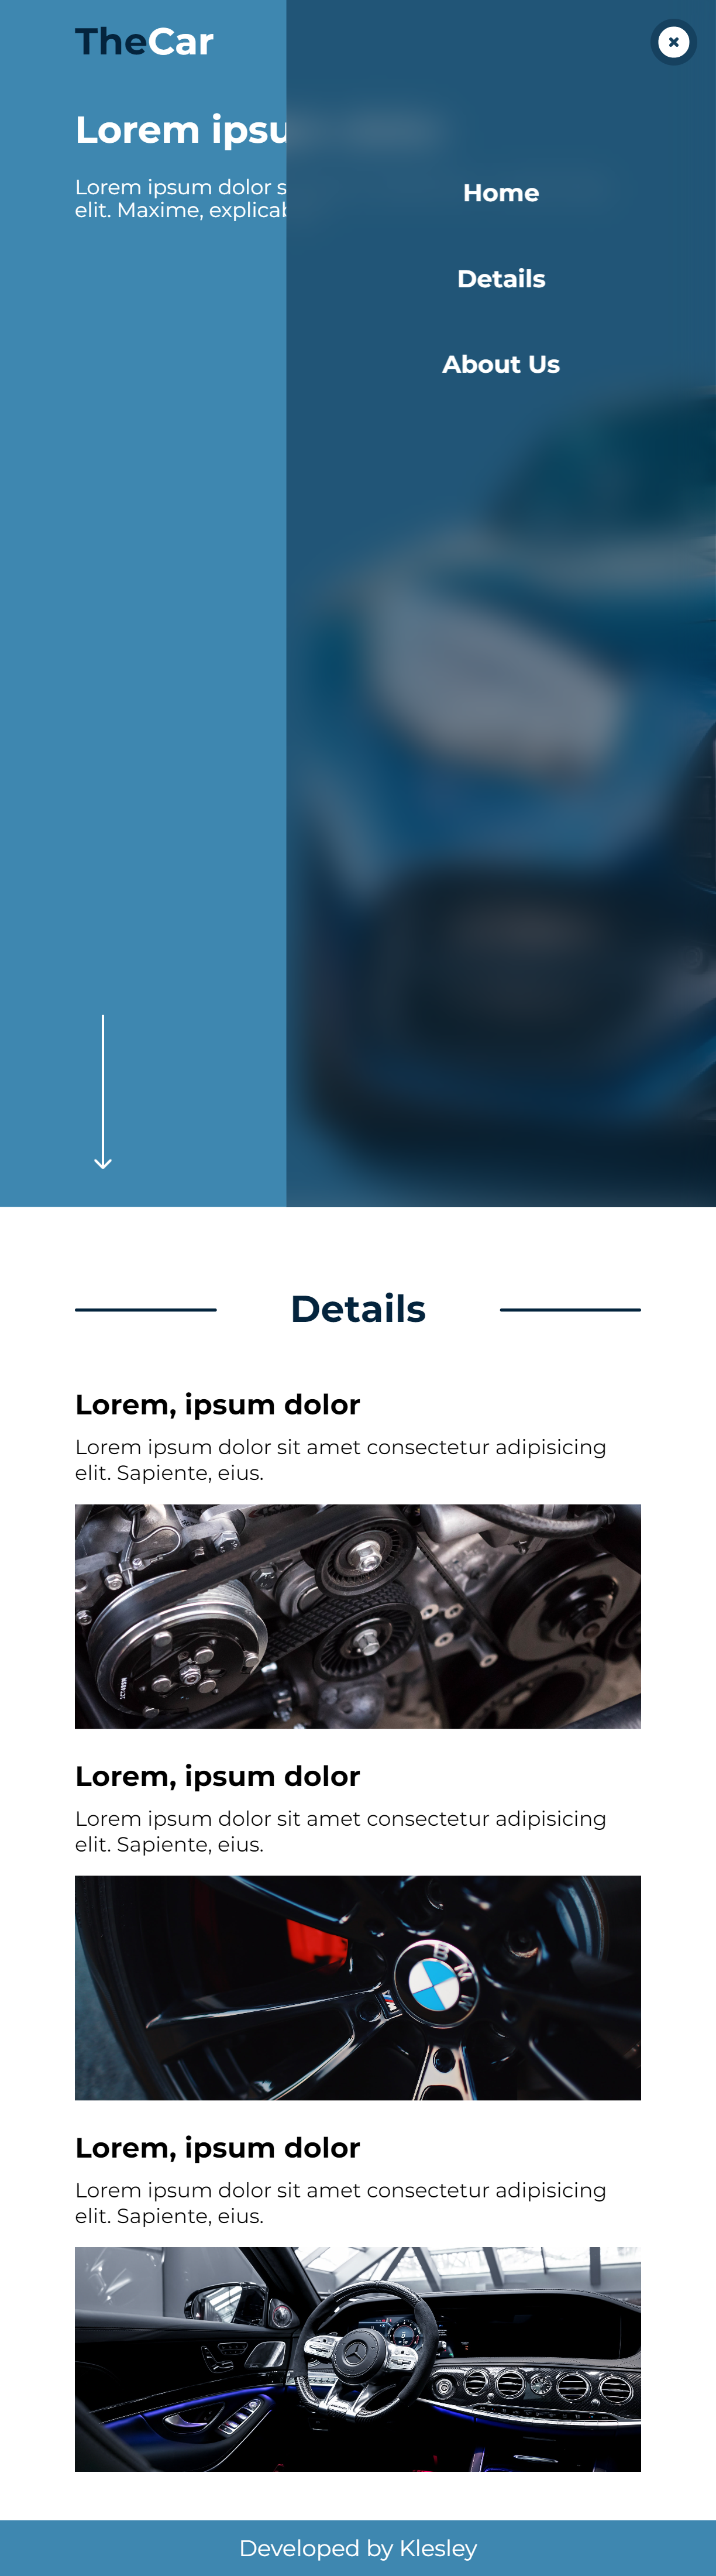 TheCar
Lorem ipsu
Lorem ipsum dolor s
elit. Maxime, explicab
Home
Details
About Us
Details
Lorem, ipsum dolor
Lorem ipsum dolor sit amet consectetur adipisicing
elit. Sapiente, eius.
Lorem, ipsum dolor
Lorem ipsum dolor sit amet consectetur adipisicing
elit. Sapiente, eius.
BMW
M
Lorem, ipsum dolor
Lorem ipsum dolor sit amet consectetur adipisicing
elit. Sapiente, eius.
Developed by Klesley